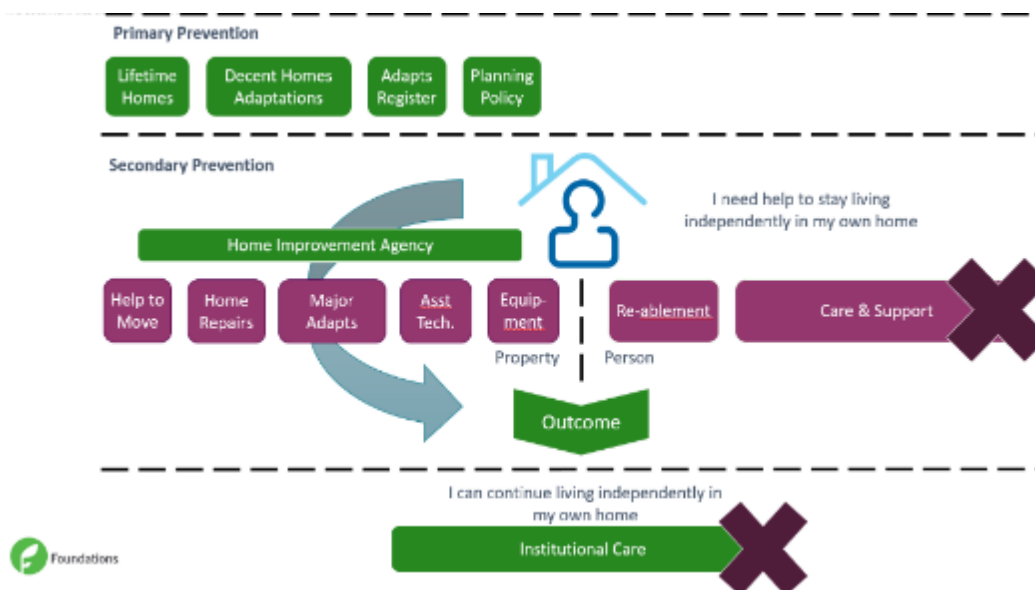 Primary Prevention
Lifetime
Homes
Decent Homes
Adaptations
Adapts
Register
Planning
Policy
Secondary Prevention
I need help to stay living
independently in my own home
Home Improvement Agency
Help to
Move
Home
Repairs
Major
Adapts
Asst
Tech.
Equip-
ment
Re-ablement
Care & Support
Property
Person
Outcome
I can continue living independently in
my own home
Institutional Care
Foundations